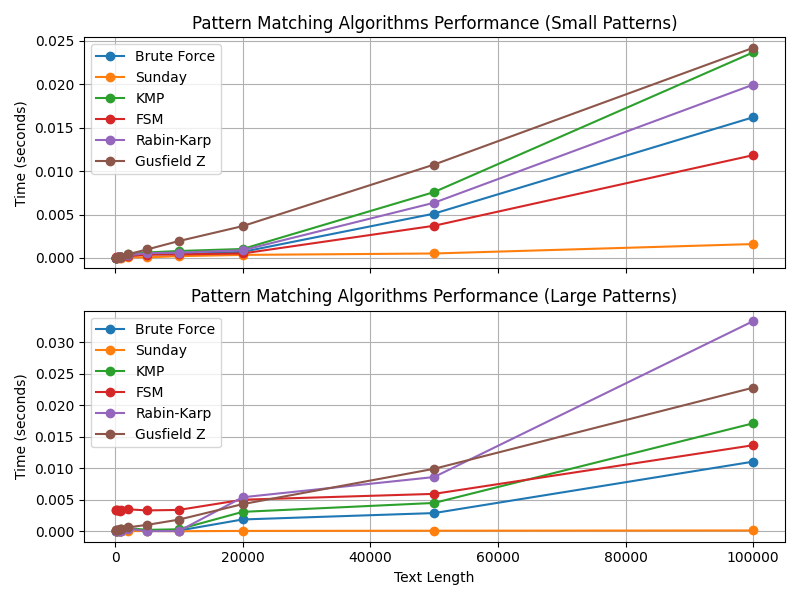 Pattern Matching Algorithms Performance (Small Patterns)
Time (seconds)
0.025
0.020
0.015
0.010
0.005
0.000
Brute Force
Sunday
KMP
FSM
Rabin-Karp
Gusfield Z
Pattern Matching Algorithms Performance (Large Patterns)
Time (seconds)
0.030
0.025
0.020
0.015
0.010
0.005
0.000
Brute Force
Sunday
KMP
FSM
Rabin-Karp
Gusfield Z
0 20000 40000 60000 80000 100000
Text Length